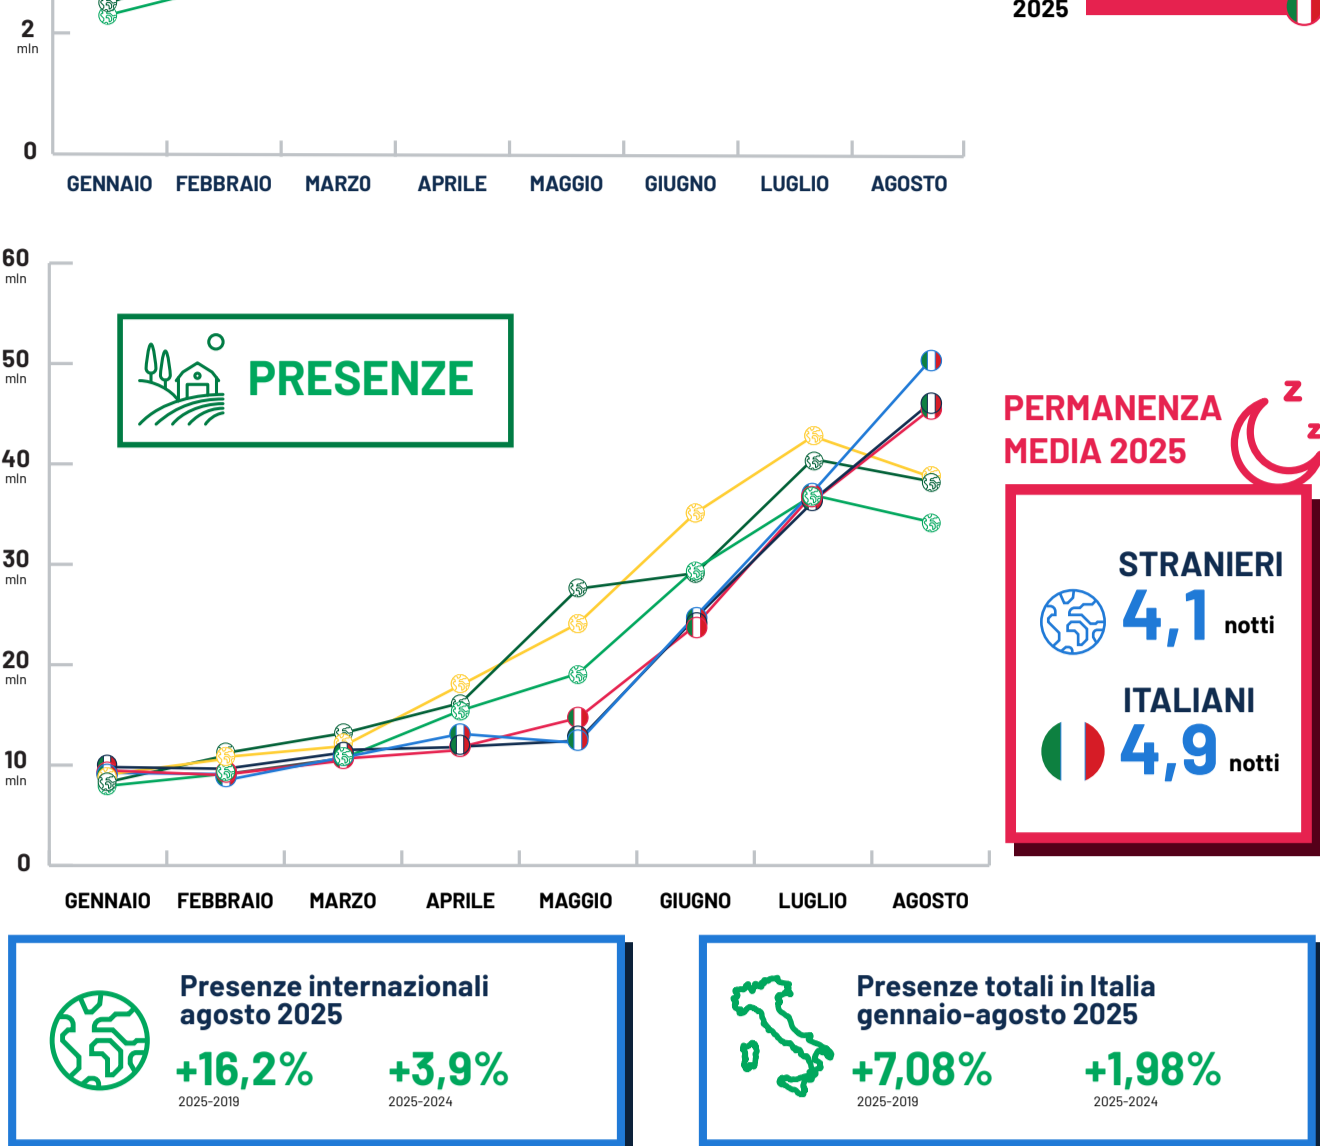 2
mln
0
GENNAIO FEBBRAIO MARZO APRILE MAGGIO GIUGNO LUGLIO AGOSTO
2025
60
mln
50
mln
40
mln
30
mln
20
mln
10
mln
0
PRESENZE
GENNAIO FEBBRAIO MARZO APRILE MAGGIO GIUGNO LUGLIO AGOSTO
PERMANENZA
MEDIA 2025
z
z
STRANIERI
4,1 notti
ITALIANI
4,9 notti
Presenze internazionali
agosto 2025
+16,2% +3,9%
2025-2019 2025-2024
Presenze totali in Italia
gennaio-agosto 2025
+7,08% +1,98%
2025-2019 2025-2024